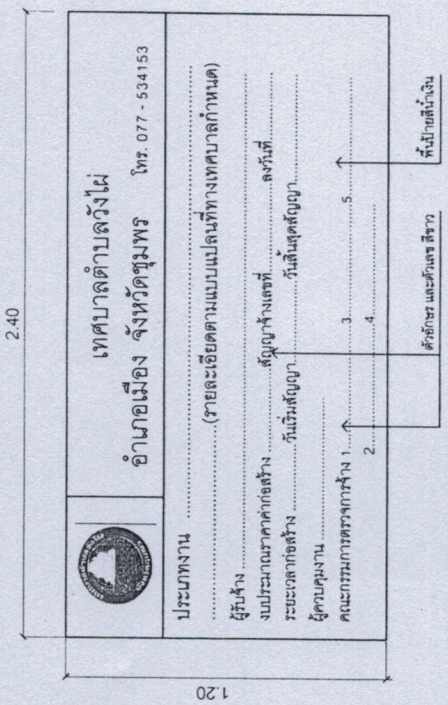 2.40
1.20
เทศบาลตำบลวังไผ่
อำเภอเมือง จังหวัดชุมพร โทร. 077 - 534153
ประเภทงาน ........................................
..........(รายละเอียดตามแบบแปลนที่ทางเทศบาลกำหนด)
ผู้รับจ้าง ........................................
งบประมาณราคาค่าก่อสร้าง..........สัญญาจ้างเลขที่..........ลงวันที่..........
ระยะเวลาก่อสร้าง..........วันเริ่มสัญญา..........วันสิ้นสุดสัญญา..........
ผู้ควบคุมงาน..........
คณะกรรมการตรวจการจ้าง 1..........3..........5..........
2..........4..........
ตัวอักษร และตัวเลข สีขาว
พื้นป้ายสีน้ำเงิน